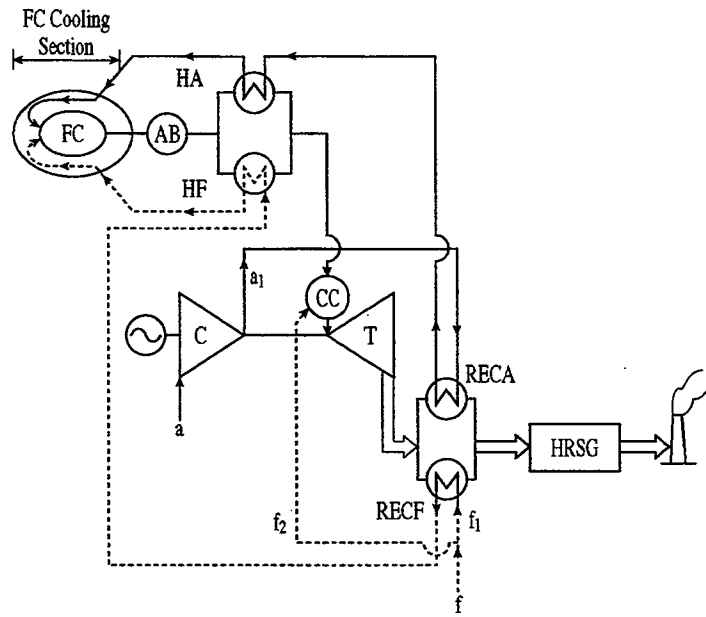 FC Cooling
Section
HA
FC
AB
HF
a1
CC
C
T
RECA
a
HRSG
RECF
f2
f1
f